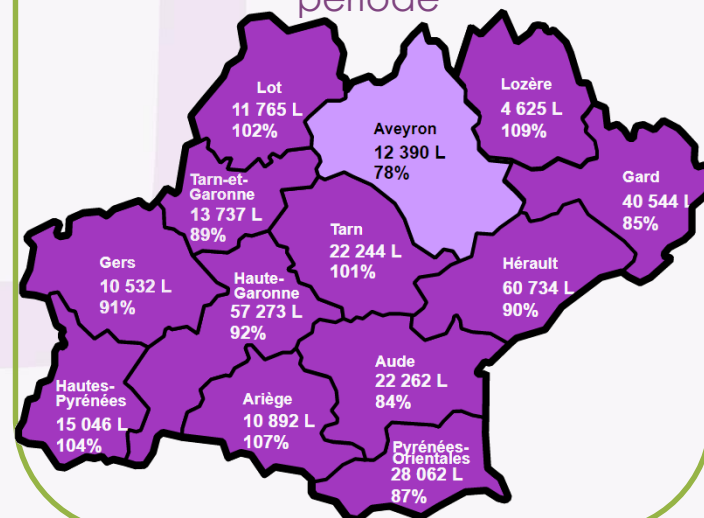 période
Lot
11 765 L
102%
Lozère
4 625 L
109%
Aveyron
12 390 L
78%
Gard
40 544 L
85%
Tarn-et-
Garonne
13 737 L
89%
Tarn
22 244 L
101%
Gers
10 532 L
91%
Haute-
Garonne
57 273 L
92%
Hérault
60 734 L
90%
Aude
22 262 L
84%
Hautes-
Pyrénées
15 046 L
104%
Ariège
10 892 L
107%
Pyrénées-
Orientales
28 062 L
87%